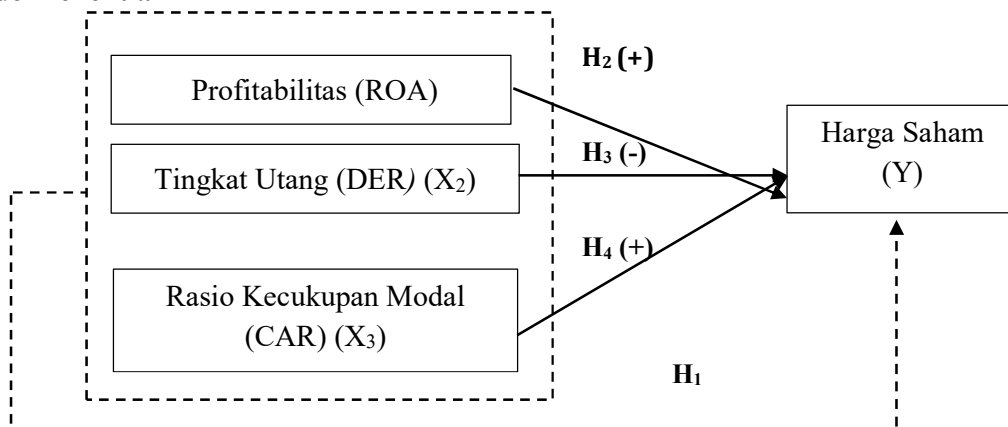 H₂ (+)
Profitabilitas (ROA)
Harga Saham
(Y)
H₃ (-)
Tingkat Utang (DER) (X₂)
H₄ (+)
Rasio Kecukupan Modal
(CAR) (X₃)
H₁